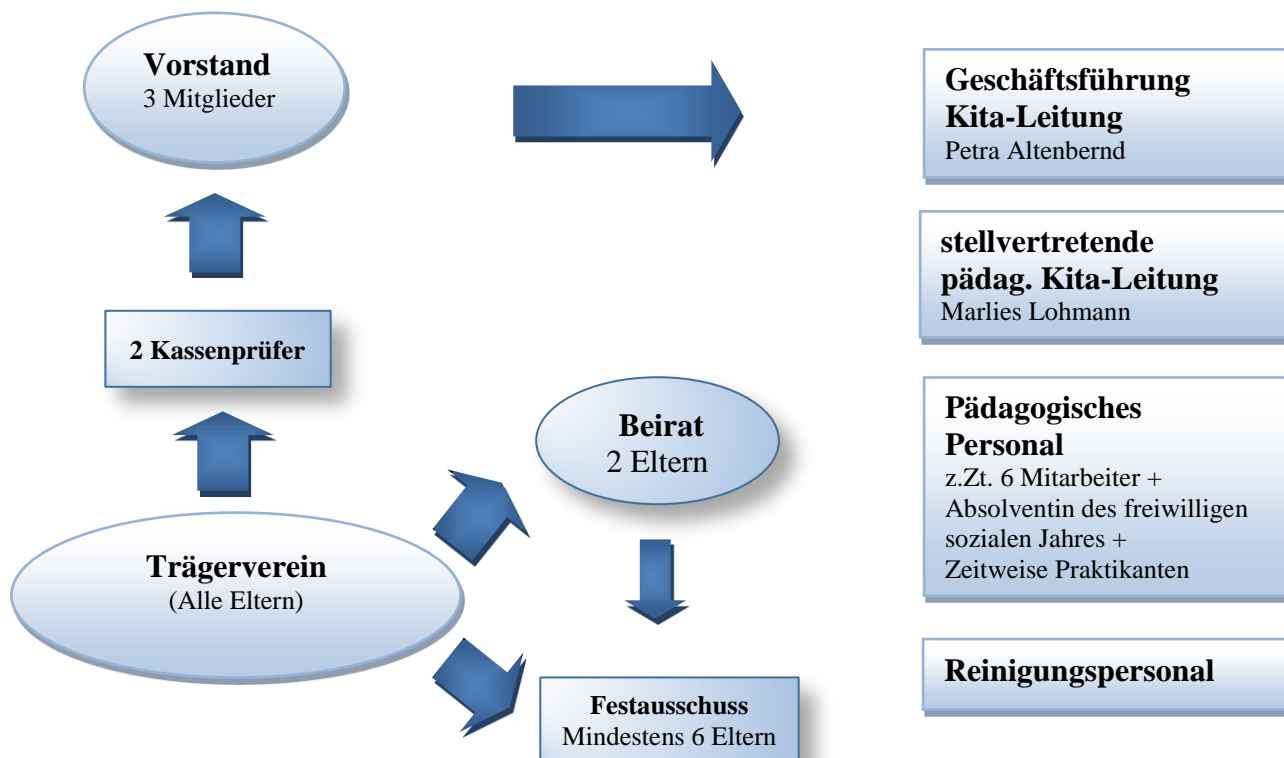 Vorstand
3 Mitglieder
2 Kassenprüfer
Trägerverein
(Alle Eltern)
Beirat
2 Eltern
Festausschuss
Mindestens 6 Eltern
Geschäftsführung
Kita-Leitung
Petra Altenbernd
stellvertretende
pädag. Kita-Leitung
Marlies Lohmann
Pädagogisches
Personal
z.Zt. 6 Mitarbeiter +
Absolventin des freiwilligen
sozialen Jahres +
Zeitweise Praktikanten
Reinigungspersonal